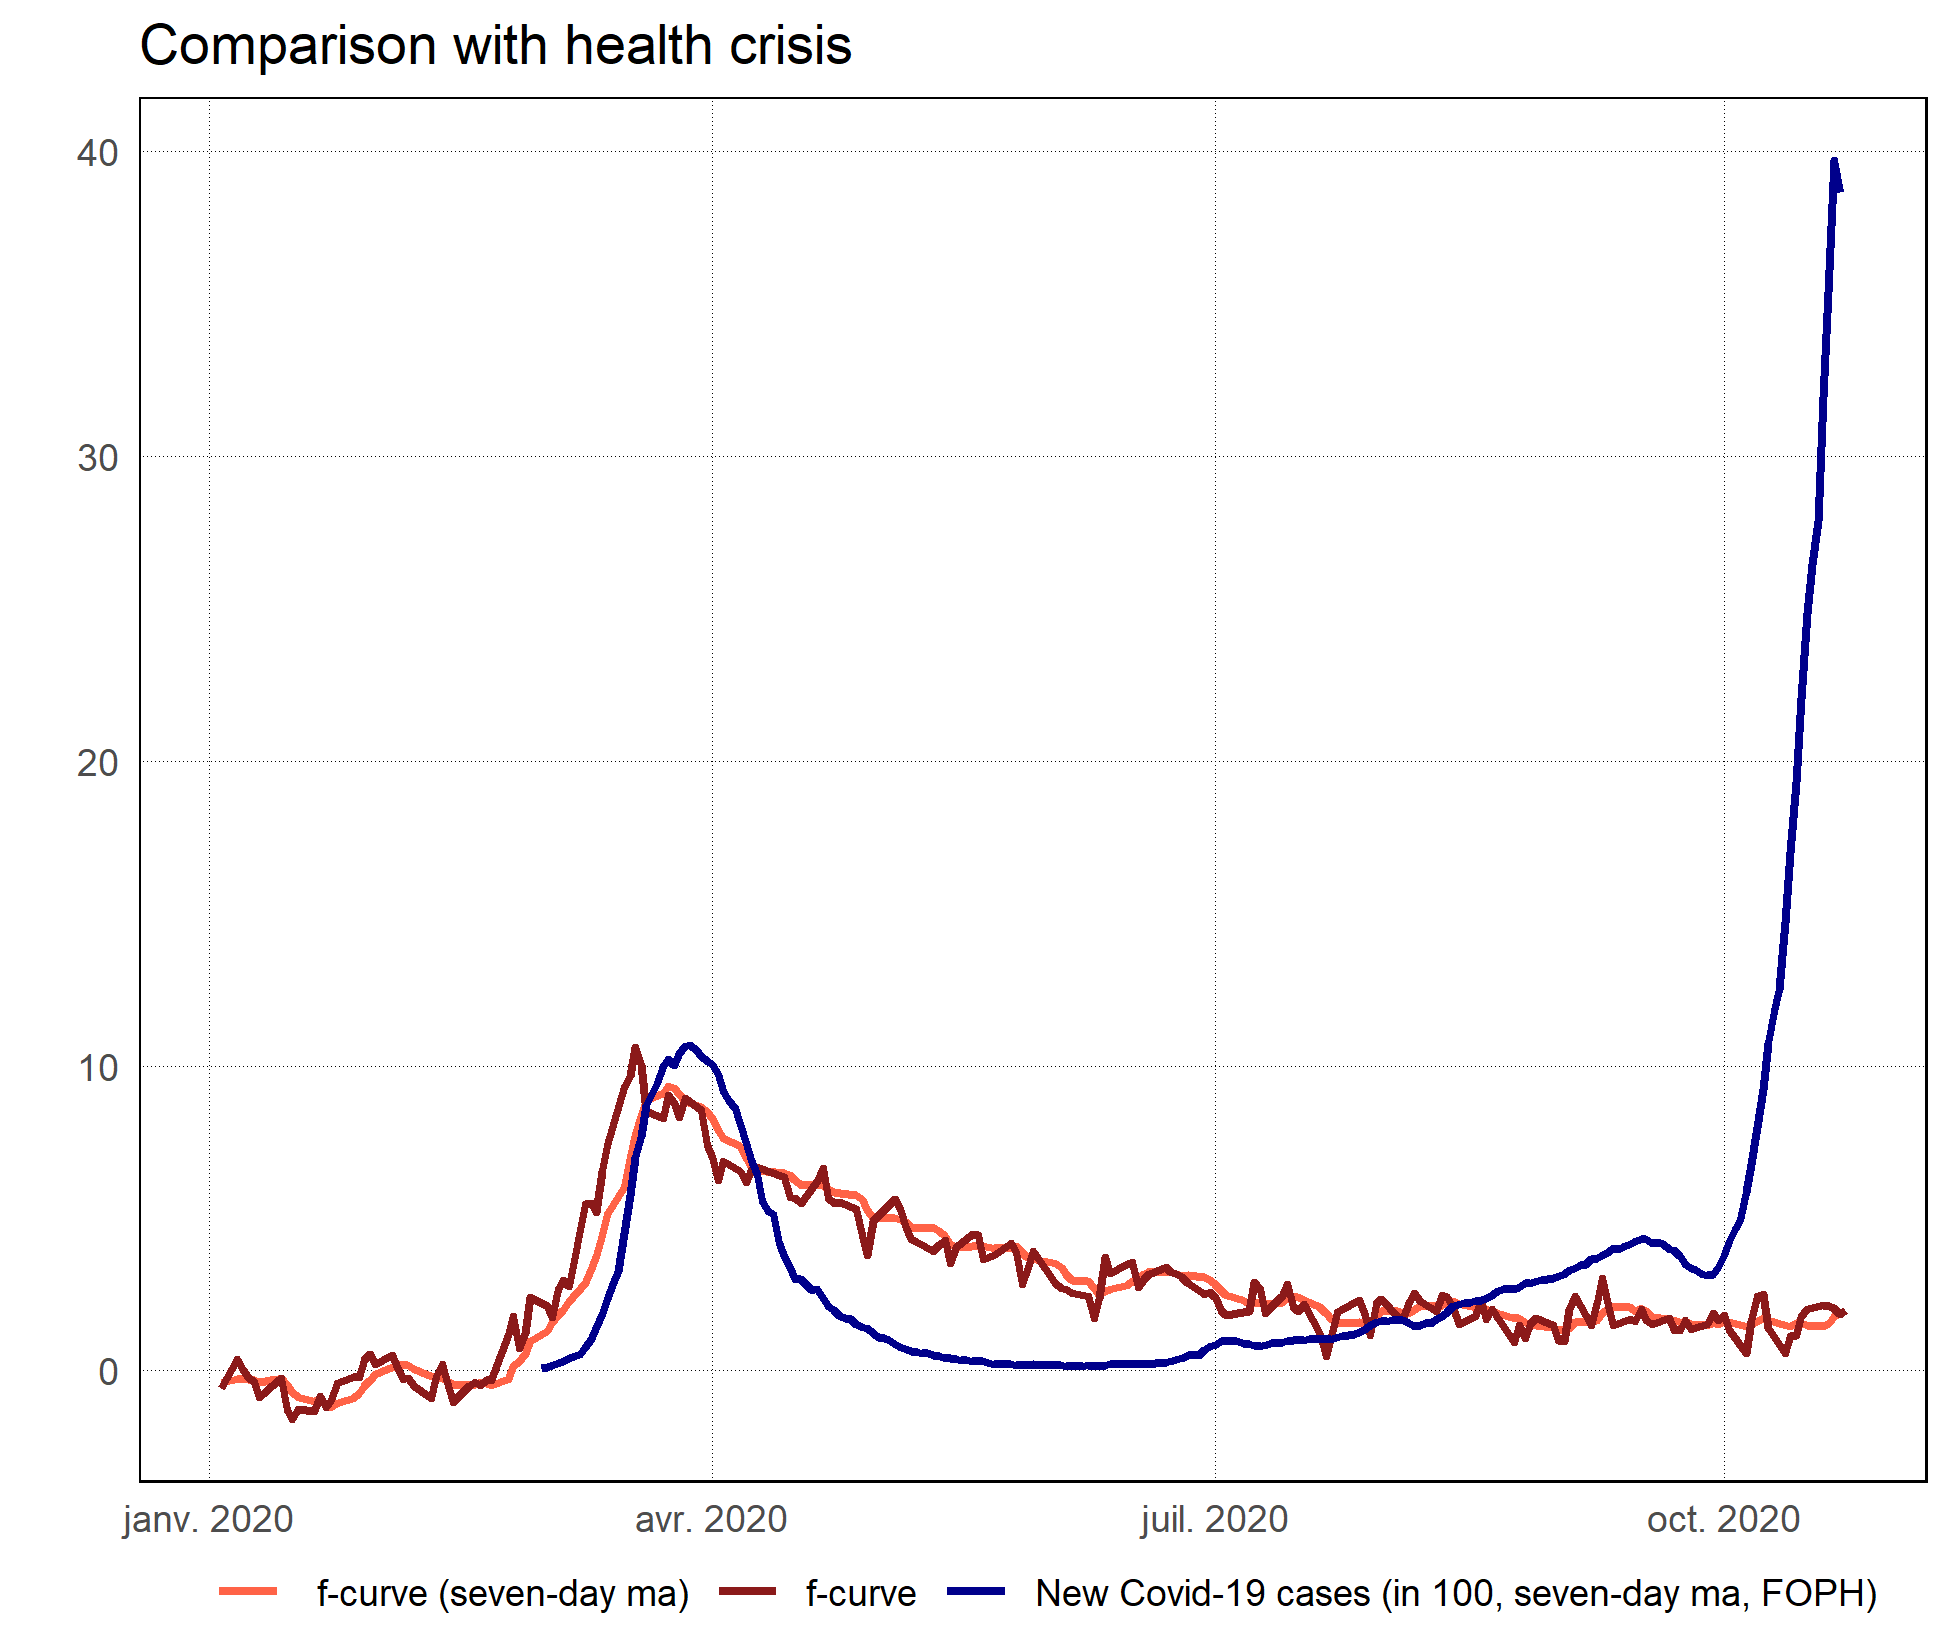 Comparison with health crisis
40
30
20
10
0
janv. 2020 avr. 2020 juil. 2020 oct. 2020
f-curve (seven-day ma) f-curve New Covid-19 cases (in 100, seven-day ma, FOPH)